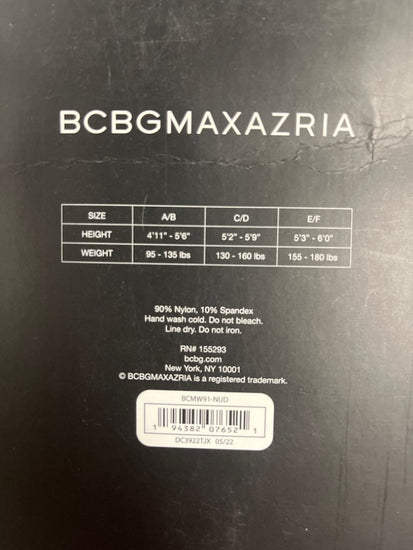 BCBGMAXAZRIA
SIZE A/B C/D E/F
HEIGHT 4'11" - 5'6" 5'2" - 5'9" 5'3" - 6'0"
WEIGHT 95 - 135 lbs 130 - 160 lbs 155 - 180 lbs
90% Nylon, 10% Spandex
Hand wash cold. Do not bleach.
Line dry. Do not iron.
RN# 155293
bcbg.com
New York, NY 10001
© BCBGMAXAZRIA is a registered trademark.
BCMW91-NUD
1 94382 07652 1
DC3922TJX 05/22